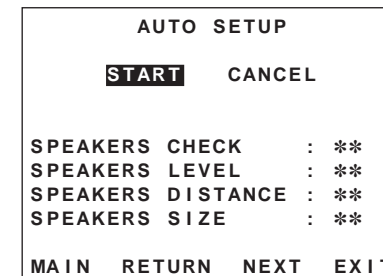 AUTO SETUP
START CANCEL
SPEAKERS CHECK : **
SPEAKERS LEVEL : **
SPEAKERS DISTANCE : **
SPEAKERS SIZE : **
MAIN RETURN NEXT EXIT